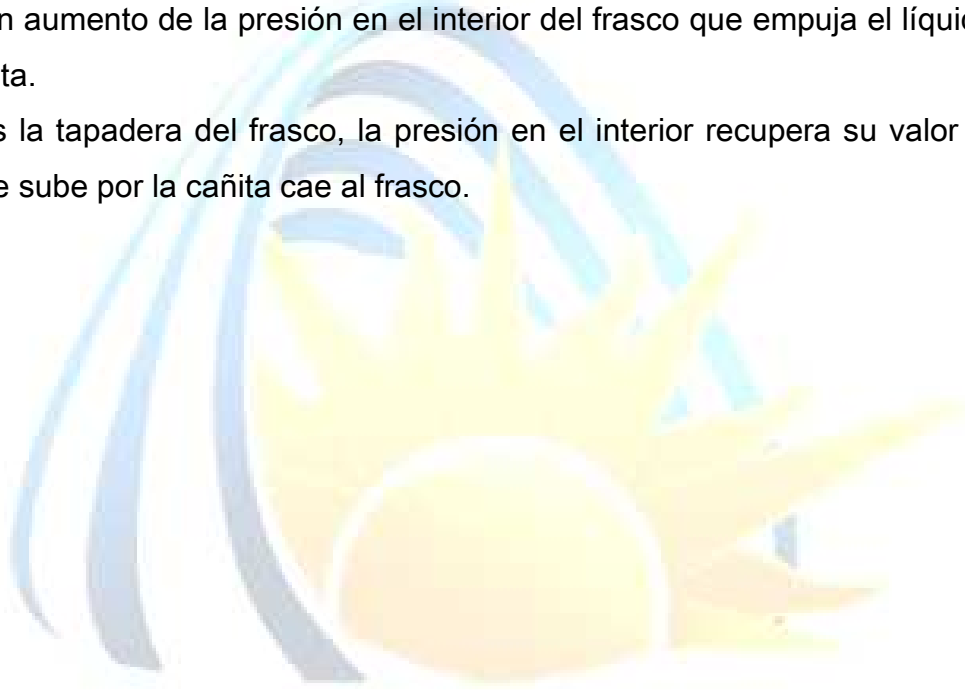 n aumento de la presión en el interior del frasco que empuja el líqui
ta.
s la tapadera del frasco, la presión en el interior recupera su valor
e sube por la cañita cae al frasco.